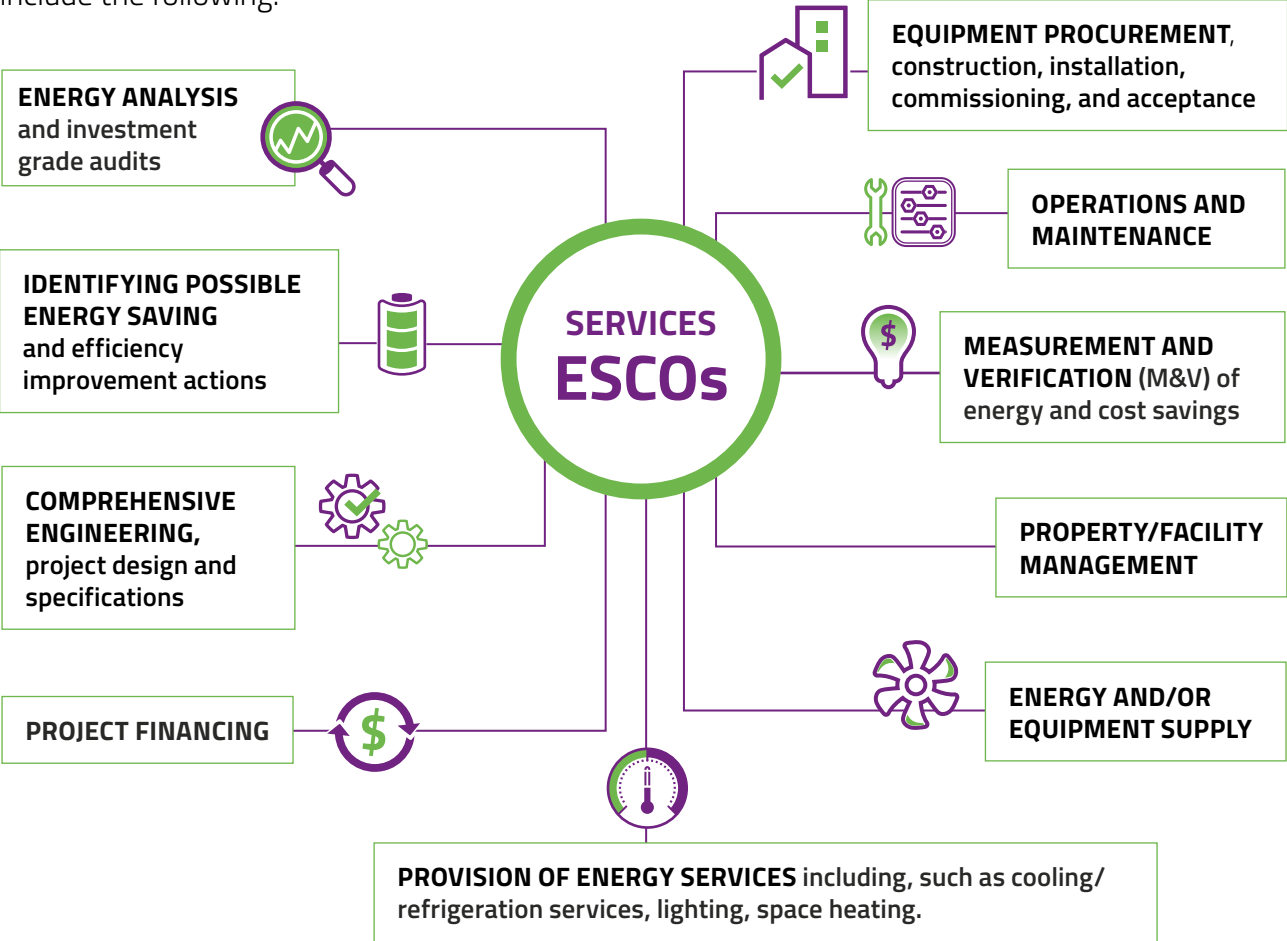 include the following:
ENERGY ANALYSIS
and investment
grade audits
IDENTIFYING POSSIBLE
ENERGY SAVING
and efficiency
improvement actions
COMPREHENSIVE
ENGINEERING,
project design and
specifications
PROJECT FINANCING
$
SERVICES
ESCOs
EQUIPMENT PROCUREMENT,
construction, installation,
commissioning, and acceptance
OPERATIONS AND
MAINTENANCE
$
MEASUREMENT AND
VERIFICATION (M&V) of
energy and cost savings
PROPERTY/FACILITY
MANAGEMENT
ENERGY AND/OR
EQUIPMENT SUPPLY
PROVISION OF ENERGY SERVICES including, such as cooling/
refrigeration services, lighting, space heating.